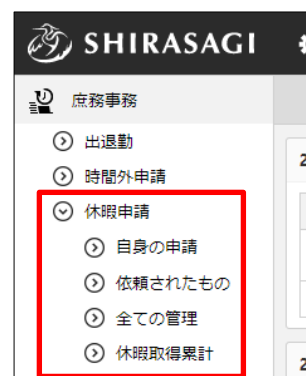 SHIRASAGI
庶務事務
出退勤
時間外申請
休暇申請
自身の申請
依頼されたもの
全ての管理
休暇取得累計